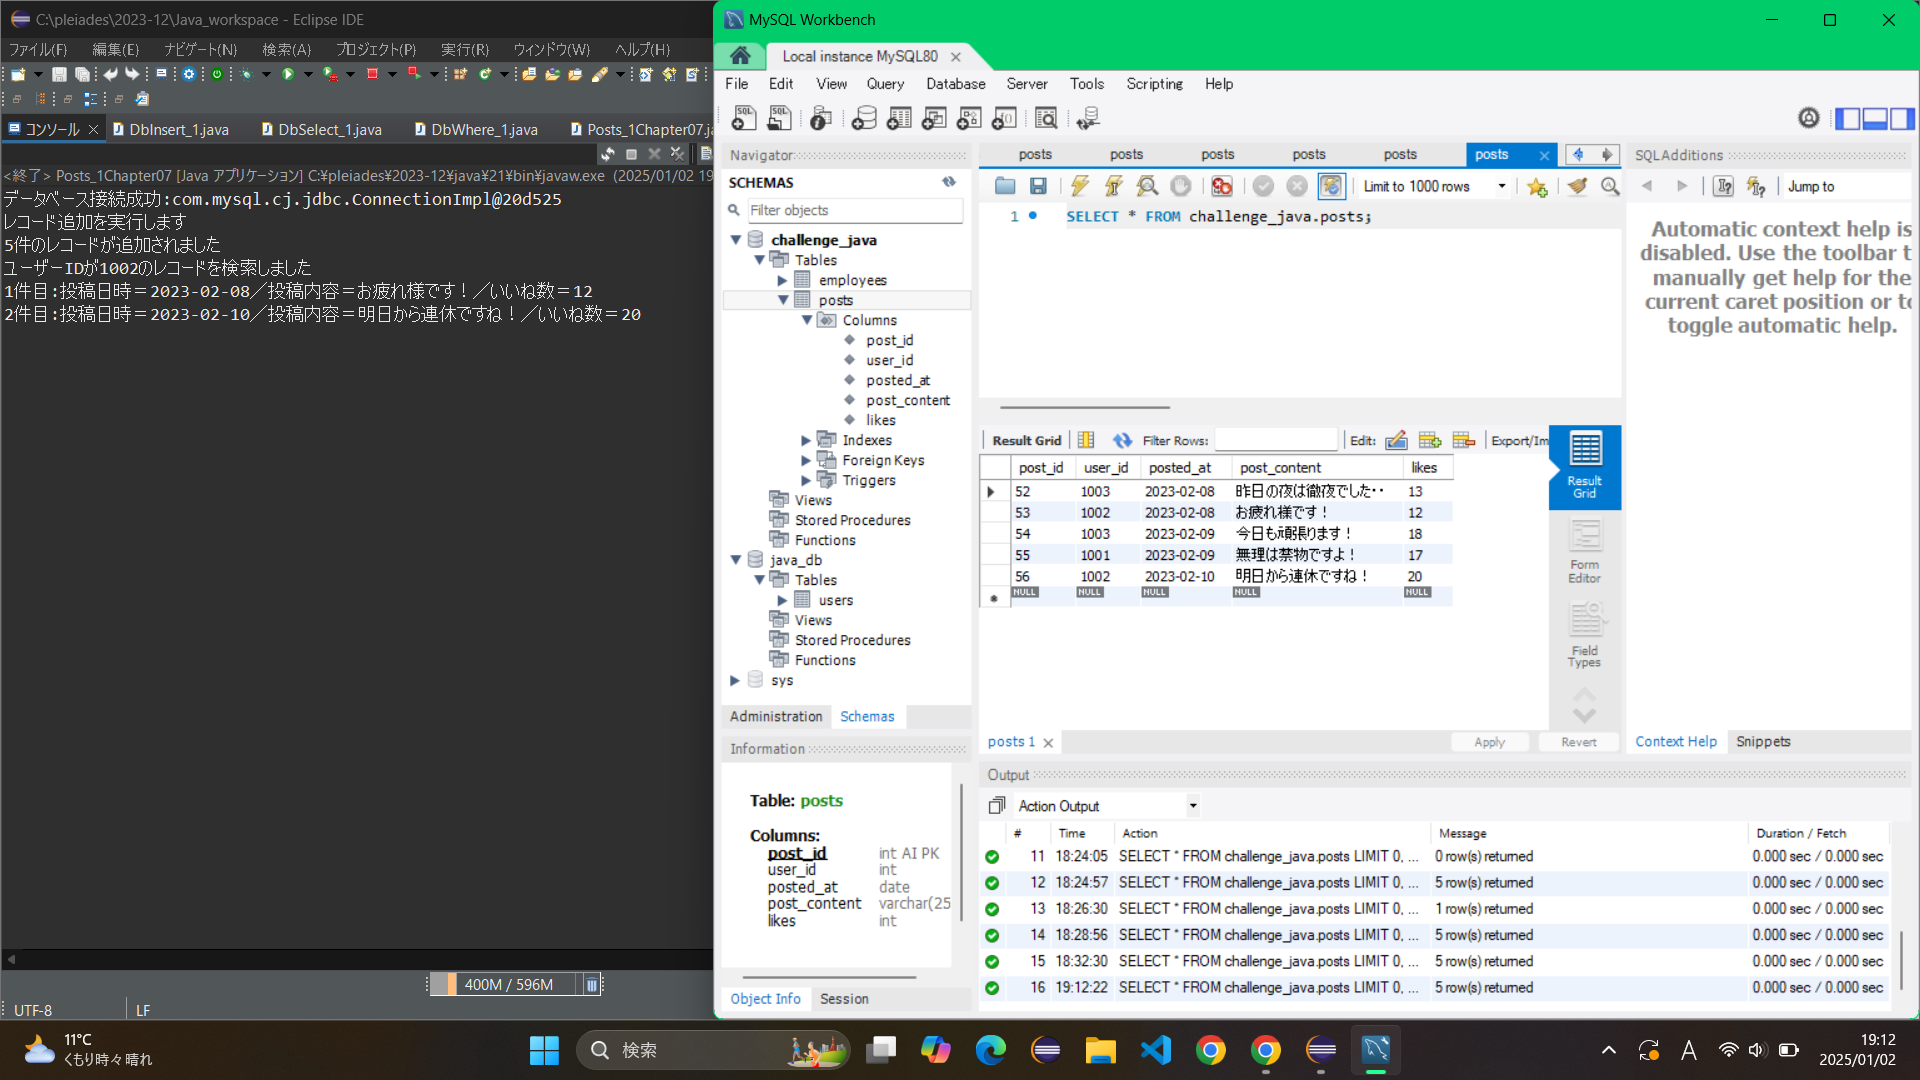 C:\pleiades\2023-12\Java_workspace - Eclipse IDE
ファイル(F) 編集(E) ナビゲート(N) 検索(A) プロジェクト(P) 実行(R) ウィンドウ(W) ヘルプ(H)
コンソール DbInsert_1.java DbSelect_1.java DbWhere_1.java Posts_1Chapter07.ja
<終了> Posts_1Chapter07 [Java アプリケーション] C:¥pleiades¥2023-12¥java¥21¥bin¥javaw.exe (2025/01/02 19
データベース接続成功:com.mysql.cj.jdbc.ConnectionImpl@20d525
レコード追加を実行します
5件のレコードが追加されました
ユーザーIDが1002のレコードを検索しました
1件目:投稿日時＝2023-02-08／投稿内容＝お疲れ様です！／いいね数＝12
2件目:投稿日時＝2023-02-10／投稿内容＝明日から連休ですね！／いいね数＝20
400M / 596M
UTF-8 LF
MySQL Workbench
Local instance MySQL80
File Edit View Query Database Server Tools Scripting Help
Navigator
SCHEMAS
Filter objects
challenge_java
Tables
employees
posts
Columns
post_id
user_id
posted_at
post_content
likes
Indexes
Foreign Keys
Triggers
Views
Stored Procedures
Functions
java_db
Tables
users
Views
Stored Procedures
Functions
sys
Administration Schemas
Information
Table: posts
Columns:
post_id int AI PK
user_id int
posted_at date
post_content varchar(25
likes int
Object Info Session
posts posts posts posts posts posts
Limit to 1000 rows
1 SELECT * FROM challenge_java.posts;
Result Grid Filter Rows: Edit: Export/Im
post_id user_id posted_at post_content likes
52 1003 2023-02-08 昨日の夜は徹夜でした・・ 13
53 1002 2023-02-08 お疲れ様です！ 12
54 1003 2023-02-09 今日も頑張ります！ 18
55 1001 2023-02-09 無理は禁物ですよ！ 17
56 1002 2023-02-10 明日から連休ですね！ 20
NULL NULL NULL NULL NULL
Result Grid
Form Editor
Field Types
posts 1 Apply Revert
SQLAdditions
Jump to
Automatic context help is
disabled. Use the toolbar t
manually get help for the
current caret position or to
toggle automatic help.
Context Help Snippets
Output
Action Output
# Time Action Message Duration / Fetch
11 18:24:05 SELECT * FROM challenge_java.posts LIMIT 0, ... 0 row(s) returned 0.000 sec / 0.000 sec
12 18:24:57 SELECT * FROM challenge_java.posts LIMIT 0, ... 5 row(s) returned 0.000 sec / 0.000 sec
13 18:26:30 SELECT * FROM challenge_java.posts LIMIT 0, ... 1 row(s) returned 0.000 sec / 0.000 sec
14 18:28:56 SELECT * FROM challenge_java.posts LIMIT 0, ... 5 row(s) returned 0.000 sec / 0.000 sec
15 18:32:30 SELECT * FROM challenge_java.posts LIMIT 0, ... 5 row(s) returned 0.000 sec / 0.000 sec
16 19:12:22 SELECT * FROM challenge_java.posts LIMIT 0, ... 5 row(s) returned 0.000 sec / 0.000 sec
11°C
くもり時々晴れ
検索
A
19:12
2025/01/02